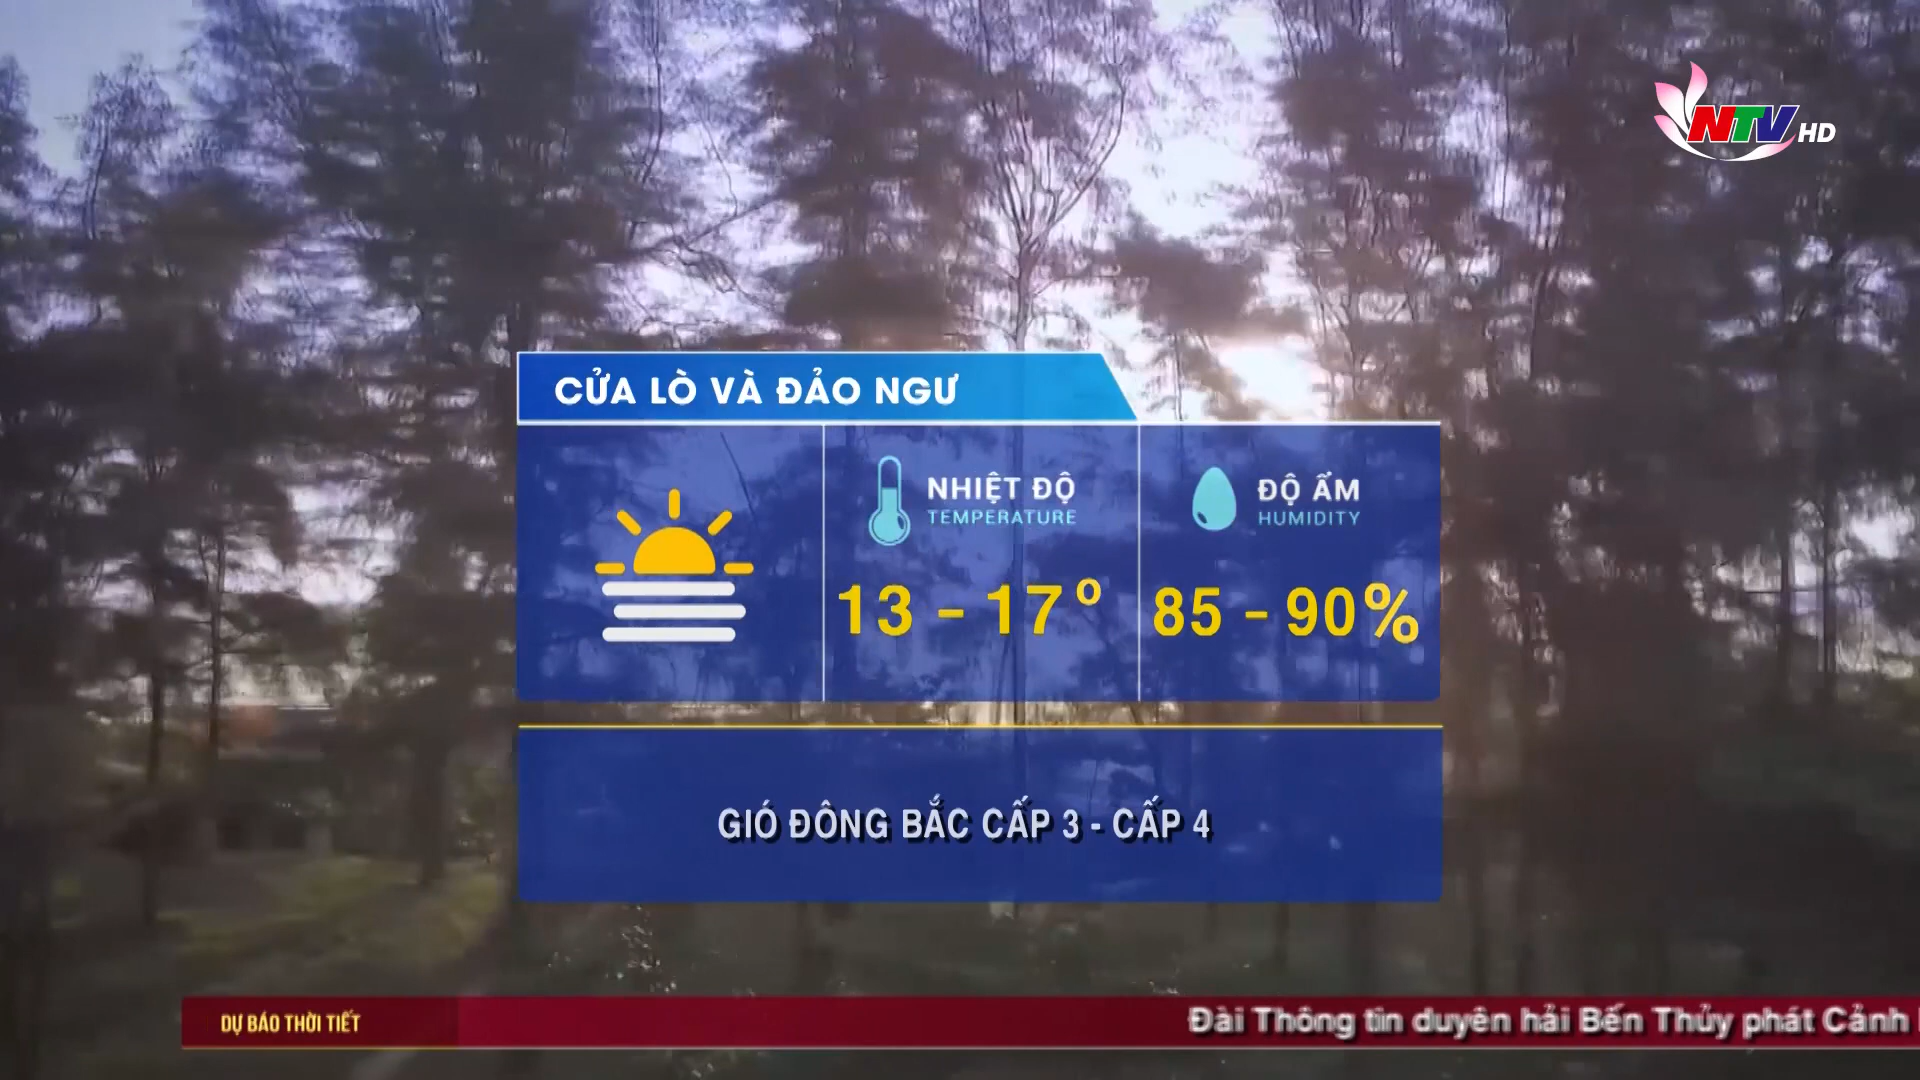 NTV HD
CỬA LÒ VÀ ĐẢO NGƯ
NHIỆT ĐỘ
TEMPERATURE
13 - 17°
ĐỘ ẨM
HUMIDITY
85 - 90%
GIÓ ĐÔNG BẮC CẤP 3 - CẤP 4
DỰ BÁO THỜI TIẾT
Đài Thông tin duyên hải Bến Thủy phát Cảnh